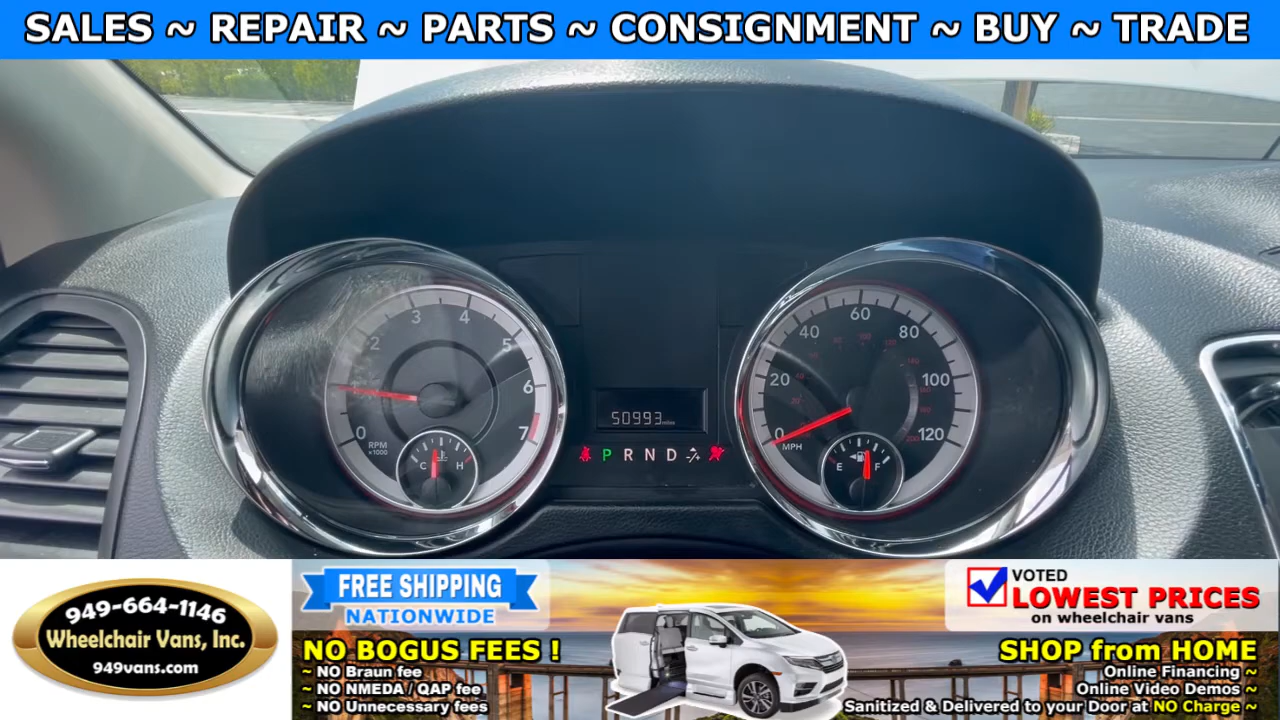 SALES ~ REPAIR ~ PARTS ~ CONSIGNMENT ~ BUY ~ TRADE
0
2
3
4
5
6
7
RPM
x1000
C H
50993 miles
P R N D
0
20
40
60
80
100
120
MPH
E F
949-664-1146
Wheelchair Vans, Inc.
949vans.com
FREE SHIPPING
NATIONWIDE
NO BOGUS FEES !
~ NO Braun fee
~ NO NMEDA / QAP fee
~ NO Unnecessary fees
VOTED
LOWEST PRICES
on wheelchair vans
SHOP from HOME
Online Financing ~
Online Video Demos ~
Sanitized & Delivered to your Door at NO Charge ~